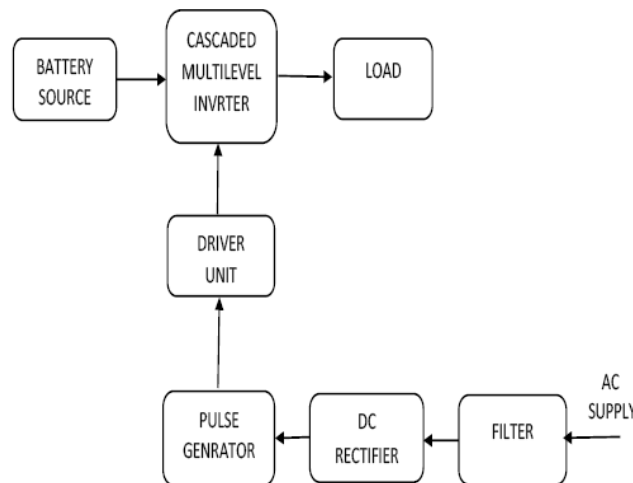 BATTERY
SOURCE
CASCADED
MULTILEVEL
INVRTER
LOAD
DRIVER
UNIT
PULSE
GENRATOR
DC
RECTIFIER
FILTER
AC
SUPPLY